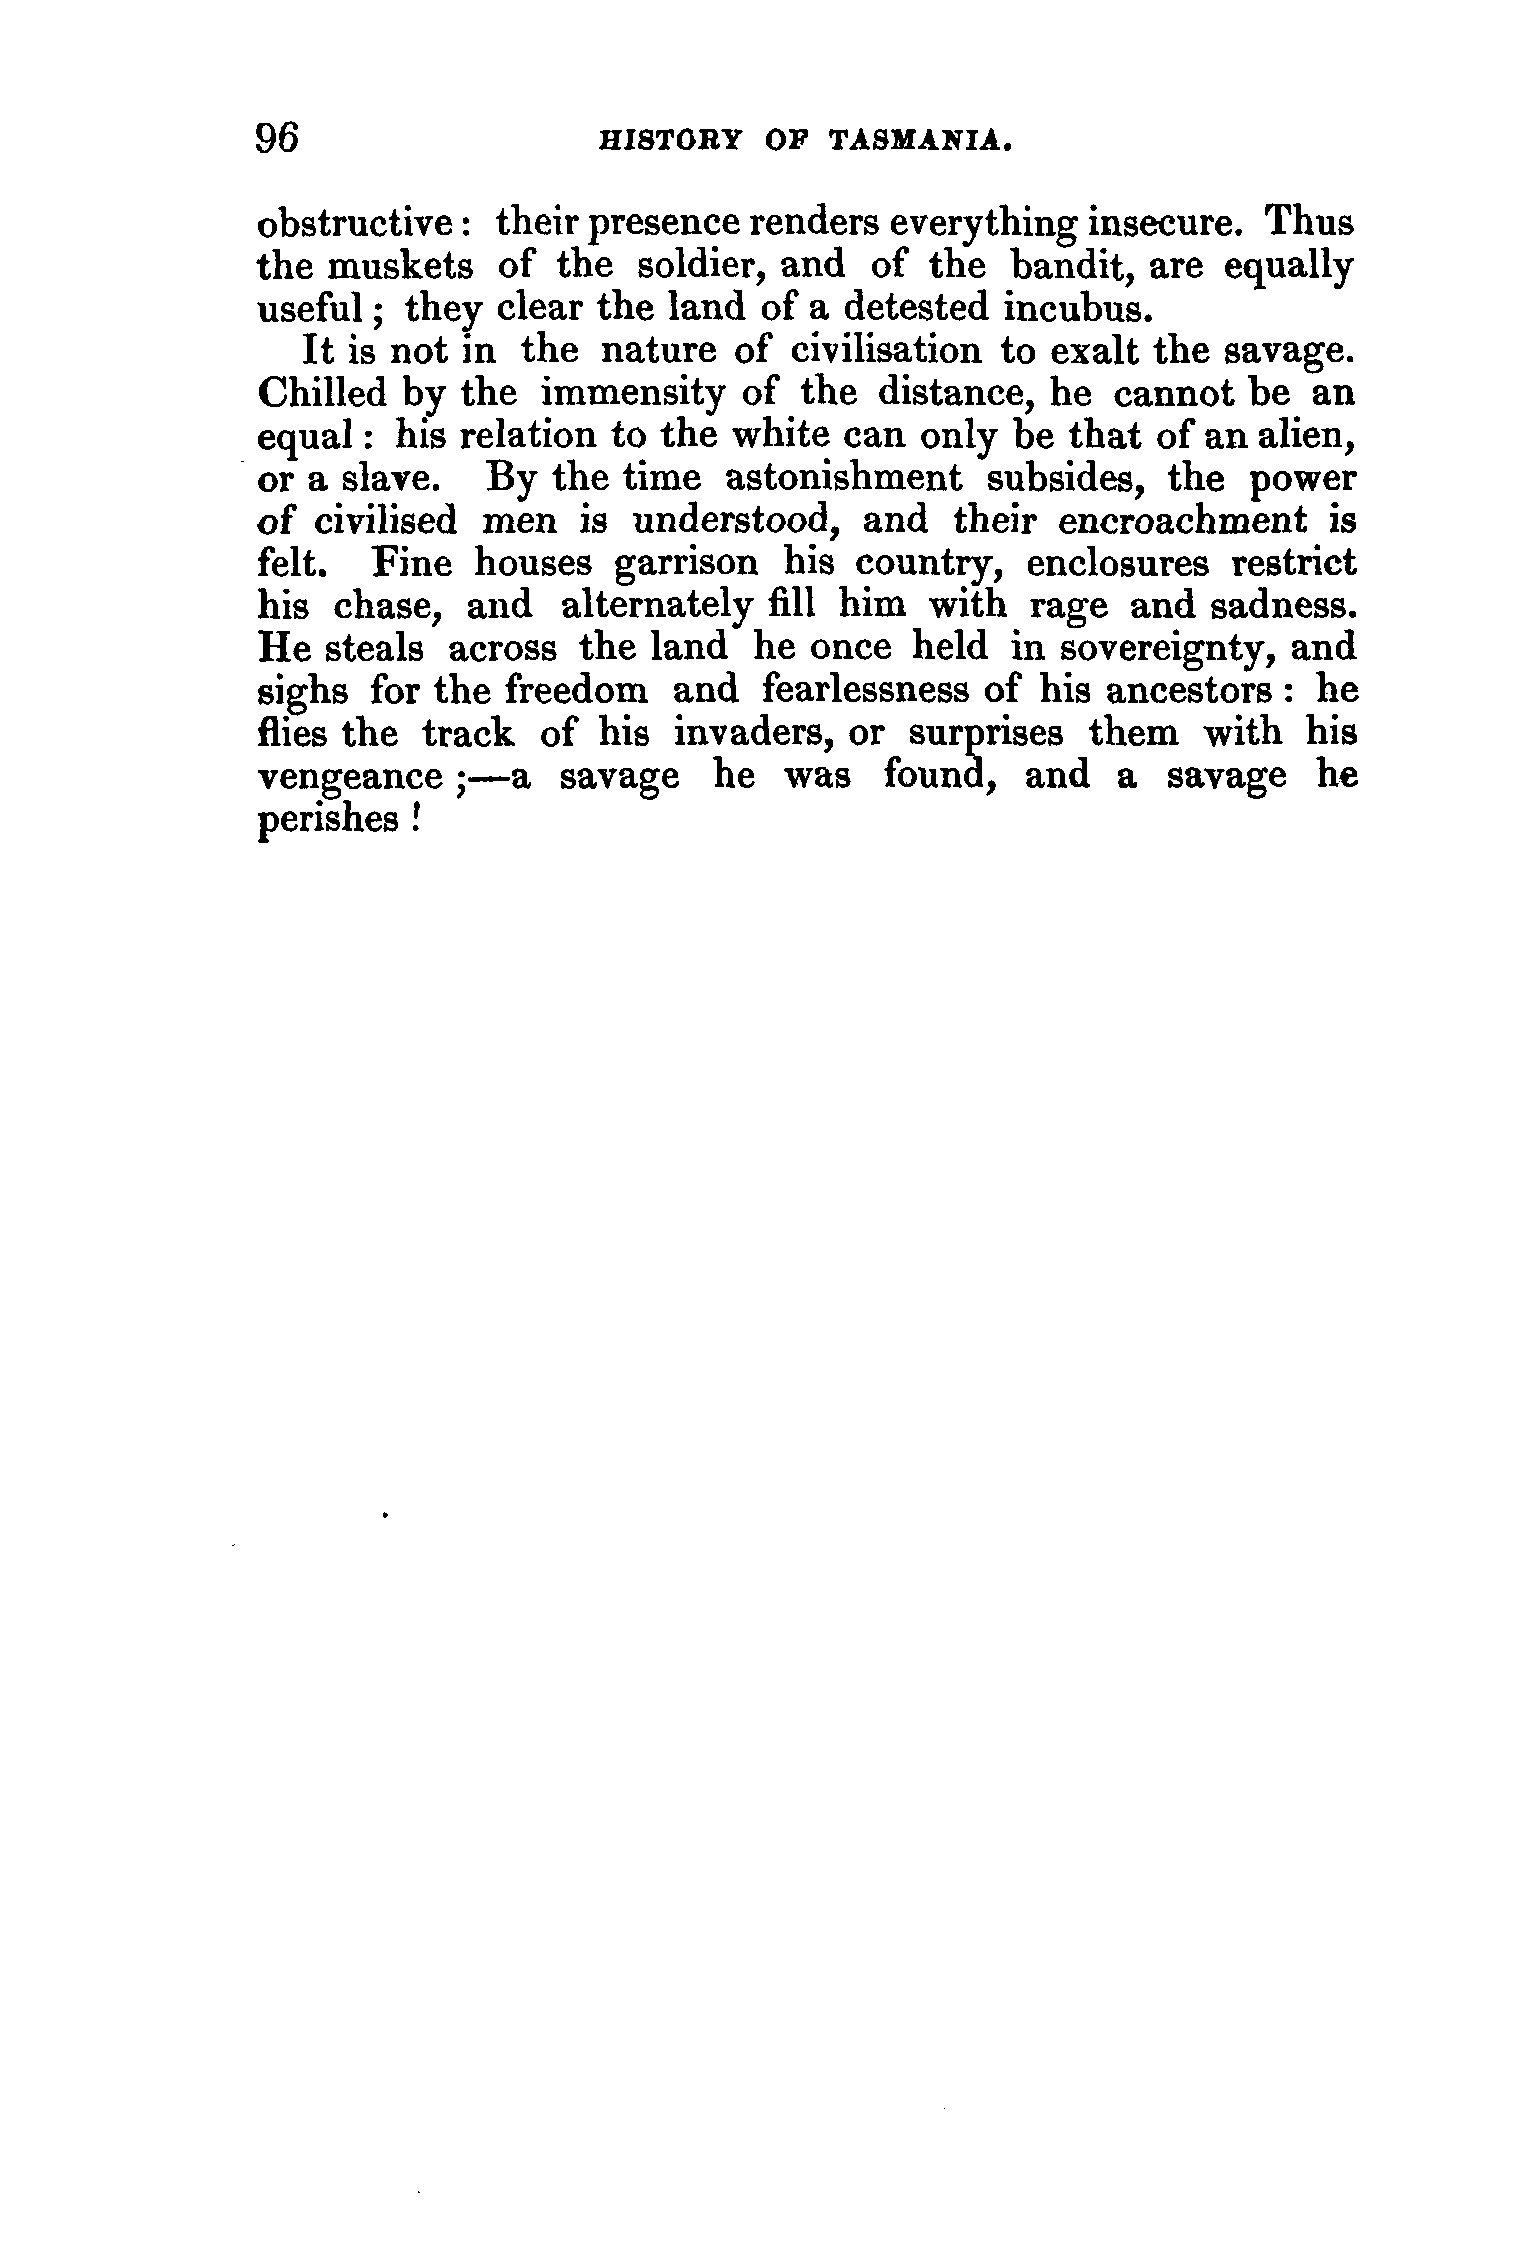 96 HISTORY OF TASMANIA.
obstructive : their presence renders everything insecure. Thus
the muskets of the soldier, and of the bandit, are equally
useful ; they clear the land of a detested incubus.
It is not in the nature of civilisation to exalt the savage.
Chilled by the immensity of the distance, he cannot be an
equal : his relation to the white can only be that of an alien,
or a slave. By the time astonishment subsides, the power
of civilised men is understood, and their encroachment is
felt. Fine houses garrison his country, enclosures restrict
his chase, and alternately fill him with rage and sadness.
He steals across the land he once held in sovereignty, and
sighs for the freedom and fearlessness of his ancestors : he
flies the track of his invaders, or surprises them with his
vengeance ;—a savage he was found, and a savage he
perishes !